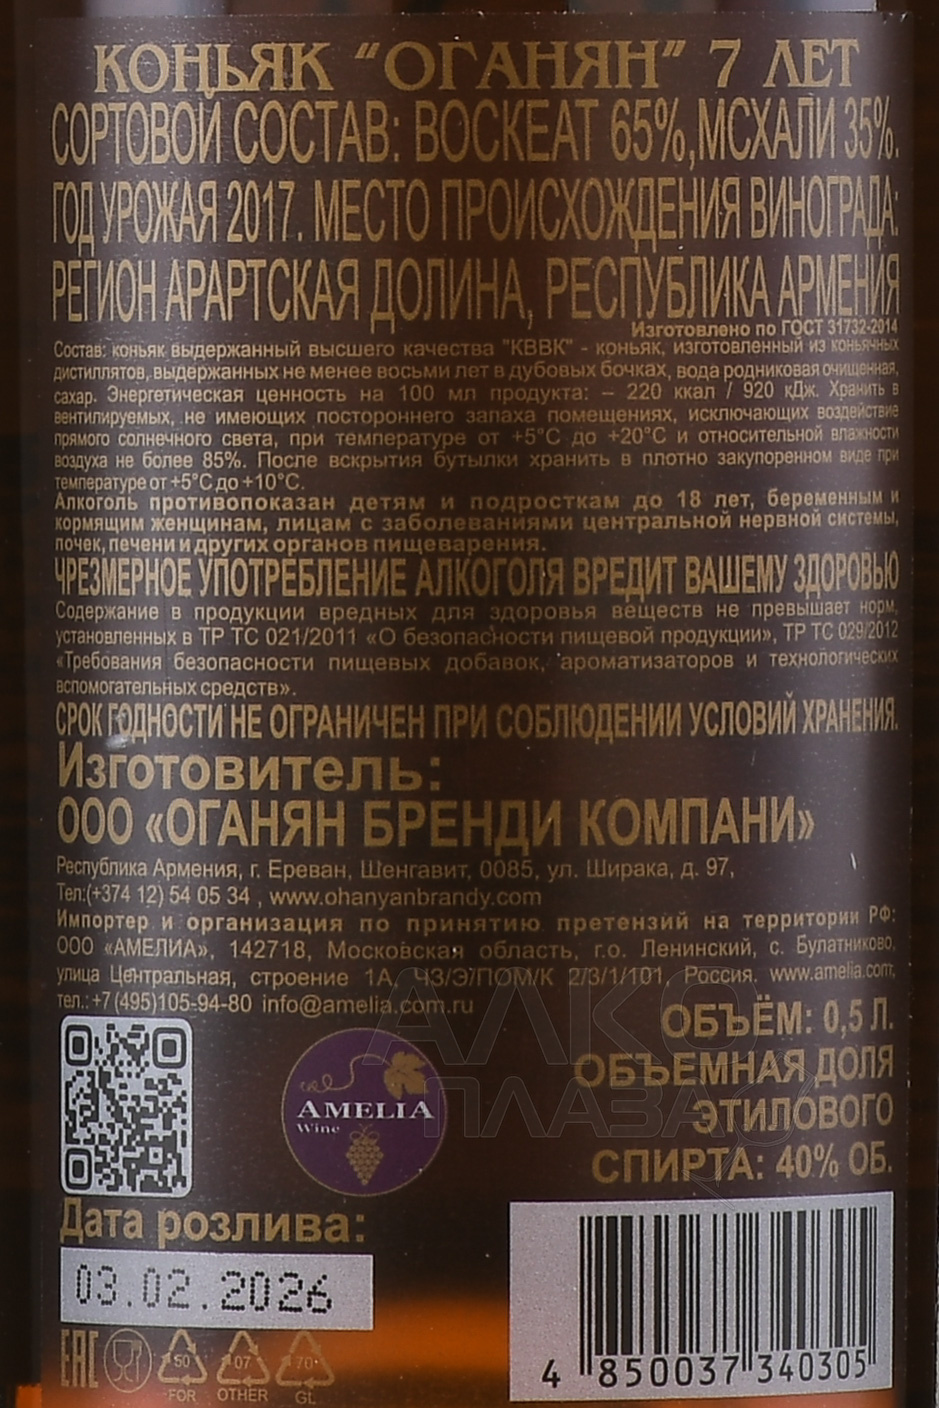 КОНЬЯК “ОГАНЯН” 7 ЛЕТ
СОРТОВОЙ СОСТАВ: ВОСКЕАТ 65%,МСХАЛИ 35%.
ГОД УРОЖАЯ 2017. МЕСТО ПРОИСХОЖДЕНИЯ ВИНОГРАДА:
РЕГИОН АРАРТСКАЯ ДОЛИНА, РЕСПУБЛИКА АРМЕНИЯ
Изготовлено по ГОСТ 31732-2014
Состав: коньяк выдержанный высшего качества "КВВК" - коньяк, изготовленный из коньячных
дистиллятов, выдержанных не менее восьми лет в дубовых бочках, вода родниковая очищенная,
сахар. Энергетическая ценность на 100 мл продукта: – 220 ккал / 920 кДж. Хранить в
вентилируемых, не имеющих постороннего запаха помещениях, исключающих воздействие
прямого солнечного света, при температуре от +5°С до +20°С и относительной влажности
воздуха не более 85%. После вскрытия бутылки хранить в плотно закупоренном виде при
температуре от +5°С до +10°С.
Алкоголь противопоказан детям и подросткам до 18 лет, беременным и
кормящим женщинам, лицам с заболеваниями центральной нервной системы,
почек, печени и других органов пищеварения.
ЧРЕЗМЕРНОЕ УПОТРЕБЛЕНИЕ АЛКОГОЛЯ ВРЕДИТ ВАШЕМУ ЗДОРОВЬЮ
Содержание в продукции вредных для здоровья веществ не превышает норм,
установленных в ТР ТС 021/2011 «О безопасности пищевой продукции», ТР ТС 029/2012
«Требования безопасности пищевых добавок, ароматизаторов и технологических
вспомогательных средств».
СРОК ГОДНОСТИ НЕ ОГРАНИЧЕН ПРИ СОБЛЮДЕНИИ УСЛОВИЙ ХРАНЕНИЯ.
Изготовитель:
ООО «ОГАНЯН БРЕНДИ КОМПАНИ»
Республика Армения, г. Ереван, Шенгавит, 0085, ул. Ширака, д. 97,
Тел:(+374 12) 54 05 34 , www.ohanyanbrandy.com
Импортер и организация по принятию претензий на территории РФ:
ООО «АМЕЛИА», 142718, Московская область, г.о. Ленинский, с. Булатниково,
улица Центральная, строение 1А, ЧЗ/Э/ПОМ/К 2/3/1/101, Россия. www.amelia.com,
тел.: +7 (495)105-94-80 info@amelia.com.ru
ОБЪЁМ: 0,5 Л.
ОБЪЕМНАЯ ДОЛЯ
ЭТИЛОВОГО
СПИРТА: 40% ОБ.
АЛКО
ПЛАЗА
AMELIA
Wine
Дата розлива:
03.02.2026
ЕАС
50
FOR
07
OTHER
70
GL
4 850037 340305